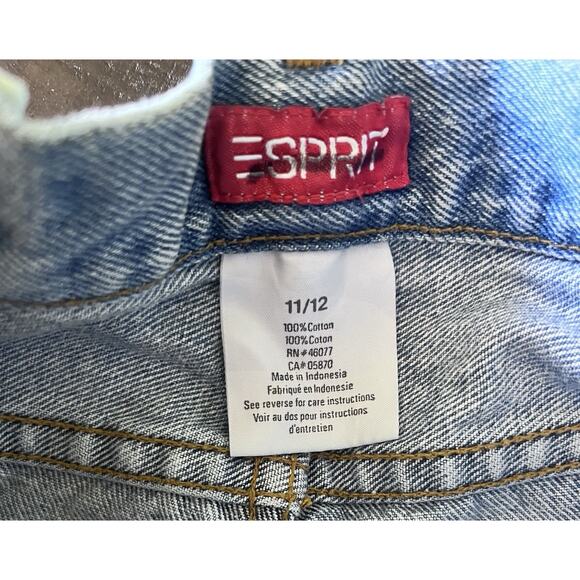 ESPRIT
11/12
100% Cotton
100% Coton
RN# 46077
CA# 05870
Made in Indonesia
Fabriqué en Indonesie
See reverse for care instructions
Voir au dos pour instructions
d'entretien